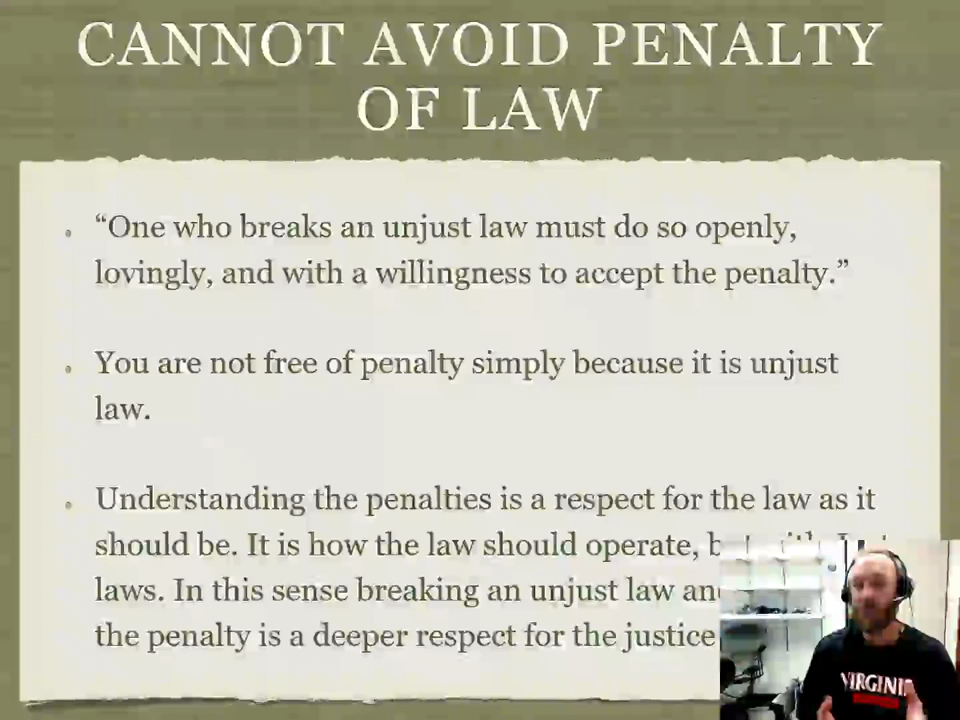 CANNOT AVOID PENALTY
OF LAW
“One who breaks an unjust law must do so openly,
lovingly, and with a willingness to accept the penalty.”
You are not free of penalty simply because it is unjust
law.
Understanding the penalties is a respect for the law as it
should be. It is how the law should operate,
laws. In this sense breaking an unjust law
the penalty is a deeper respect for the justice